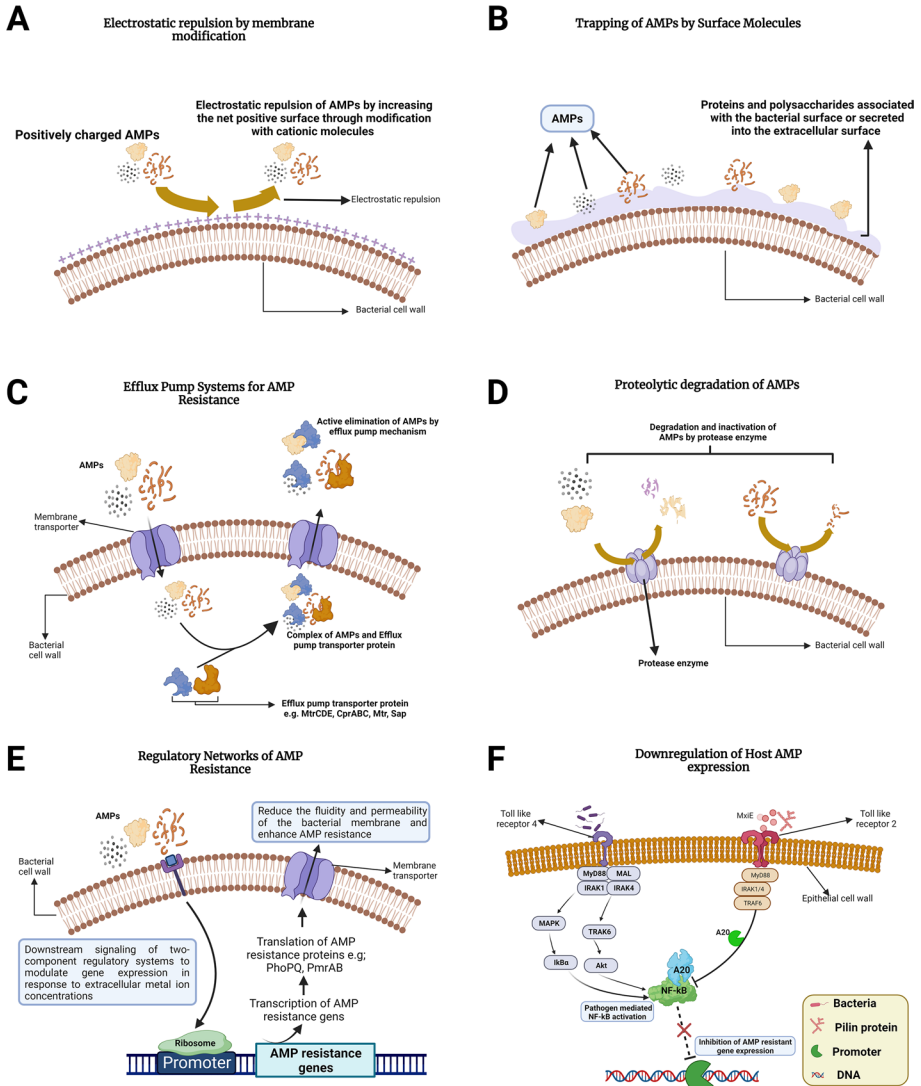 A
Electrostatic repulsion by membrane
modification
Positively charged AMPs
Electrostatic repulsion of AMPs by increasing
the net positive surface through modification
with cationic molecules
Electrostatic repulsion
Bacterial cell wall
B
Trapping of AMPs by Surface Molecules
AMPs
Proteins and polysaccharides associated
with the bacterial surface or secreted
into the extracellular surface
Bacterial cell wall
C
Efflux Pump Systems for AMP
Resistance
Active elimination of AMPs by
efflux pump mechanism
AMPs
Membrane
transporter
Bacterial
cell wall
Complex of AMPs and Efflux
pump transporter protein
Efflux pump transporter protein
e.g. MtrCDE, CprABC, Mtr, Sap
D
Proteolytic degradation of AMPs
Degradation and inactivation of
AMPs by protease enzyme
Bacterial cell wall
Protease enzyme
E
Regulatory Networks of AMP
Resistance
AMPs
Reduce the fluidity and permeability
of the bacterial membrane and
enhance AMP resistance
Bacterial
cell wall
Membrane
transporter
Downstream signaling of two-
component regulatory systems to
modulate gene expression in
response to extracellular metal ion
concentrations
Translation of AMP
resistance proteins e.g;
PhoPQ, PmrAB
Transcription of AMP
resistance gens
Ribosome
Promoter
AMP resistance
genes
F
Downregulation of Host AMP
expression
Toll like
receptor 4
MxiE
Toll like
receptor 2
MyD88
MAL
IRAK1
IRAK4
MyD88
IRAK1/4
TRAF6
Epithelial cell wall
MAPK
TRAK6
A20
IkBα
Akt
A20
NF-kB
Pathogen mediated
NF-kB activation
Inhibition of AMP resistant
gene expression
Bacteria
Pilin protein
Promoter
DNA